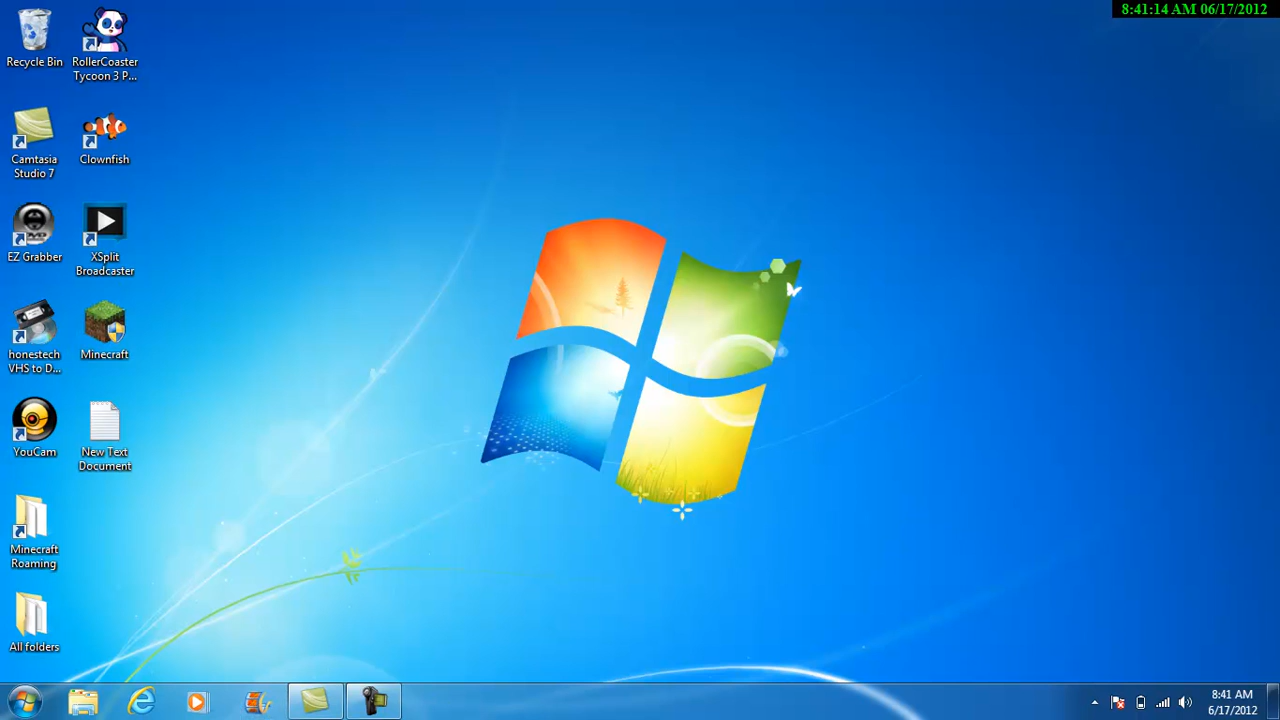 8:41:14 AM 06/17/2012
Recycle Bin
RollerCoaster
Tycoon 3 P...
Camtasia
Studio 7
Clownfish
EZ Grabber
XSplit
Broadcaster
honestech
VHS to D...
Minecraft
YouCam
New Text
Document
Minecraft
Roaming
All folders
8:41 AM
6/17/2012